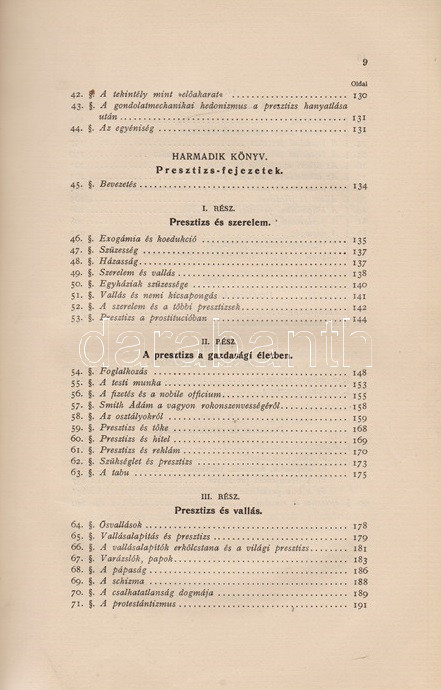 9
Oldal
42. §. A tekintély mint »előakarat« 130
43. §. A gondolatmechanikai hedonizmus a presztizs hanyatlása
után 131
44. §. Az egyéniség 131
HARMADIK KÖNYV.
Presztizs-fejezetek.
45. §. Bevezetés 134
I. RÉSZ.
Presztizs és szerelem.
46. §. Exogámia és koedukció 135
47. §. Szüzesség 137
48. §. Házasság 137
49. §. Szerelem és vallás 138
50. §. Egyháziak szüzessége 140
51. §. Vallás és nemi kicsapongás 141
52. §. A szerelem és a többi presztizsek 142
53. §. Presztizs a prostitucióban 144
darabanth
II. RÉSZ.
A presztizs a gazdasági életben.
54. §. Foglalkozás 148
55. §. A testi munka 153
56. §. A fizetés és a nobile officium 155
57. §. Smith Ádám a vagyon rokonszenvességéről 158
58. §. Az osztályokról 159
59. §. Presztizs és tőke 168
60. §. Presztizs és hitel 169
61. §. Presztizs és reklám 170
62. §. Szükséglet és presztizs 173
63. §. A tabu 175
III. RÉSZ.
Presztizs és vallás.
64. §. Ősvallások 178
65. §. Vallásalapitás és presztizs 179
66. §. A vallásalapitók erkölcstana és a világi presztizs 181
67. §. Varázslók, papok 183
68. §. A pápaság 186
69. §. A schizma 188
70. §. A csalhatatlanság dogmája 189
71. §. A protestántizmus 191